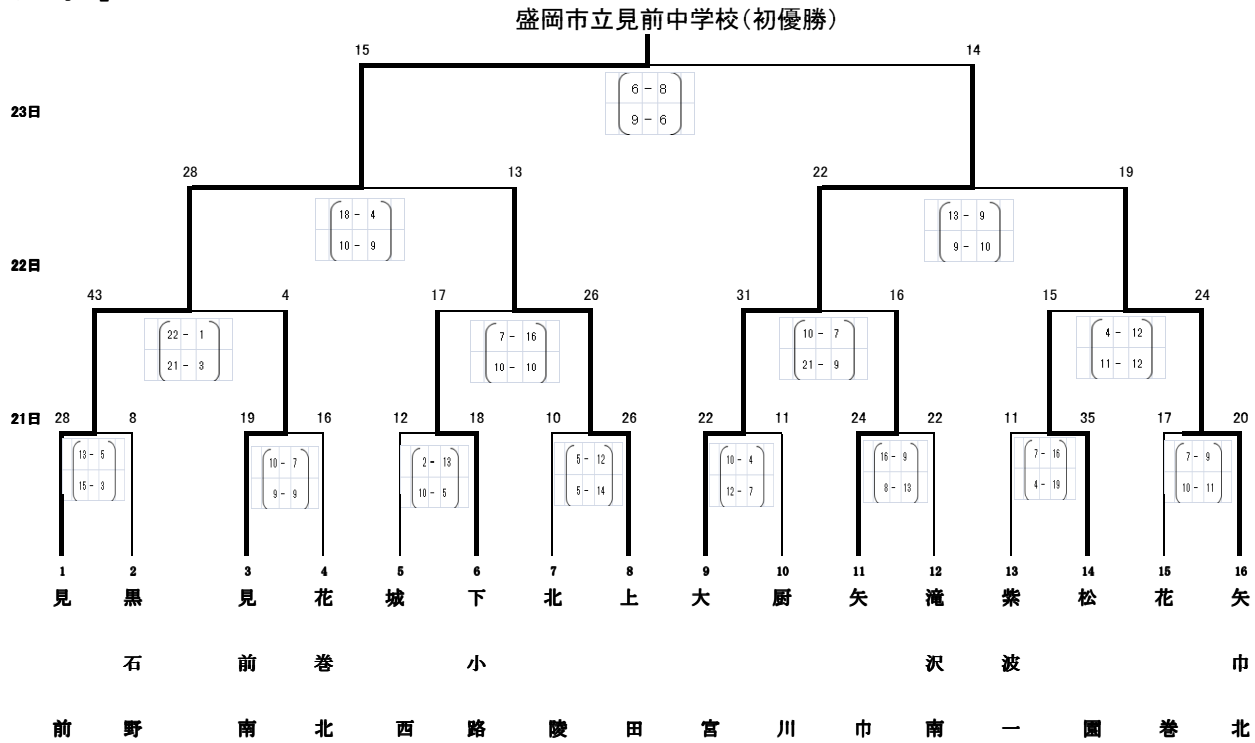 盛岡市立見前中学校(初優勝)
15 14
6 - 8
23日
9 - 6
28 13 22 19
18 - 4 13 - 9
10 - 9 9 - 10
22日
43 4 17 26 31 16 15 24
22 - 1 7 - 16 10 - 7 4 - 12
21 - 3 10 - 10 21 - 9 11 - 12
21日 28 8 19 16 12 18 10 26 22 11 24 22 11 35 17 20
13 - 5 10 - 7 2 - 13 5 - 12 10 - 4 16 - 9 7 - 16 7 - 9
15 - 3 9 - 9 10 - 5 5 - 14 12 - 7 8 - 13 4 - 19 10 - 11
1 2 3 4 5 6 7 8 9 10 11 12 13 14 15 16
見前
黒石野
見前南
花巻北
城西
下小路
北陵
上田
大宮
厨川
矢巾
滝沢南
紫波一
松園
花巻
矢巾北